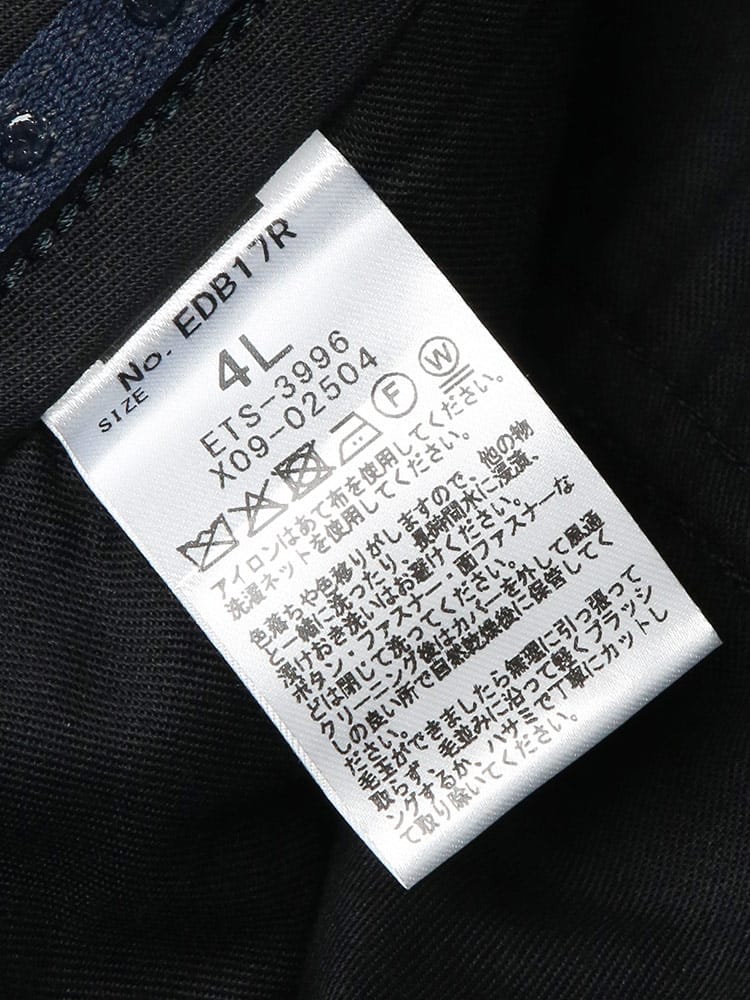 No. EDB17R
SIZE 4L
ETS-3996
X09-02504
F W
アイロンはあて布を使用してください。
洗濯ネットを使用してください。
色落ちや色移りがしますので、他の物
と一緒に洗ったり、長時間水に浸漬、
漬けおき洗いはお避けください。
ボタン・ファスナー・面ファスナーな
どは閉じて洗ってください。
クリーニング後はカバーを外して風通
しの良い所で自然乾燥後に保管してく
ださい。
毛玉ができましたら無理に引っ張って
取らず、毛並みに沿って軽くブラッシ
ングするか、ハサミで丁寧にカットし
て取り除いてください。